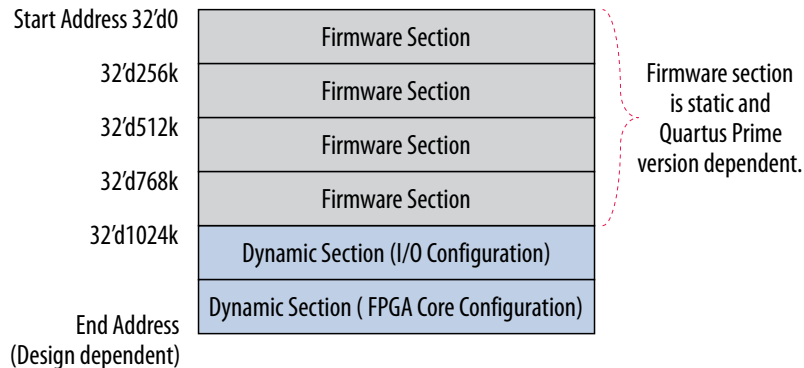 Start Address 32'd0
Firmware Section
32'd256k
Firmware Section
32'd512k
Firmware Section
32'd768k
Firmware Section
32'd1024k
Dynamic Section (I/O Configuration)
Dynamic Section ( FPGA Core Configuration)
End Address
(Design dependent)
Firmware section
is static and
Quartus Prime
version dependent.